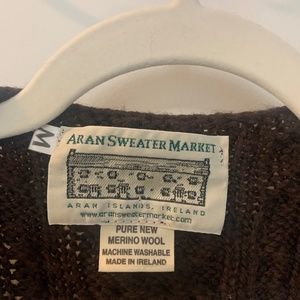 M
ARAN SWEATER MARKET
ARAN ISLANDS, IRELAND
www.aransweatermarket.com
PURE NEW
MERINO WOOL
MACHINE WASHABLE
MADE IN IRELAND